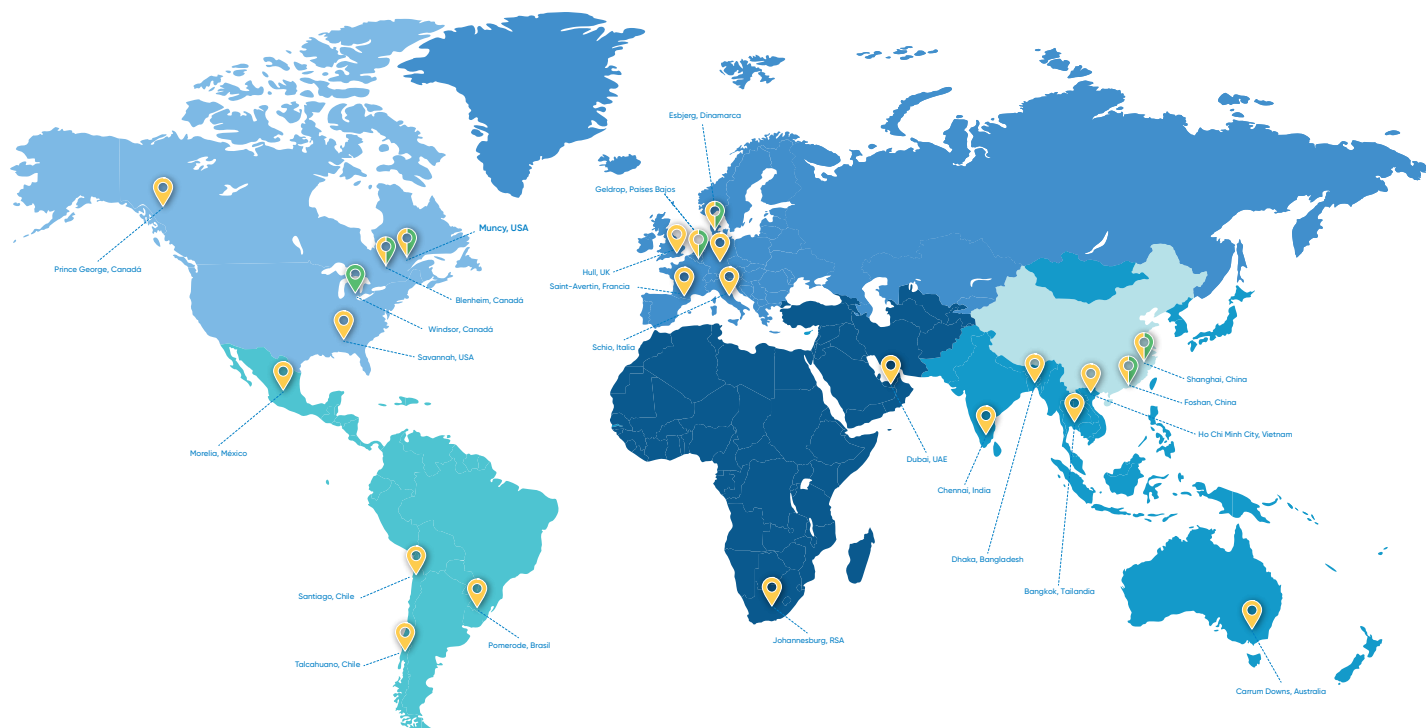 Esbjerg, Dinamarca
Geldrop, Países Bajos
Muncy, USA
Prince George, Canadá
Hull, UK
Saint-Avertin, Francia
Blenheim, Canadá
Windsor, Canadá
Schio, Italia
Savannah, USA
Shanghai, China
Foshan, China
Ho Chi Minh City, Vietnam
Morelia, México
Dubai, UAE
Chennai, India
Dhaka, Bangladesh
Bangkok, Tailandia
Santiago, Chile
Johannesburg, RSA
Pomerode, Brasil
Talcahuano, Chile
Carrum Downs, Australia